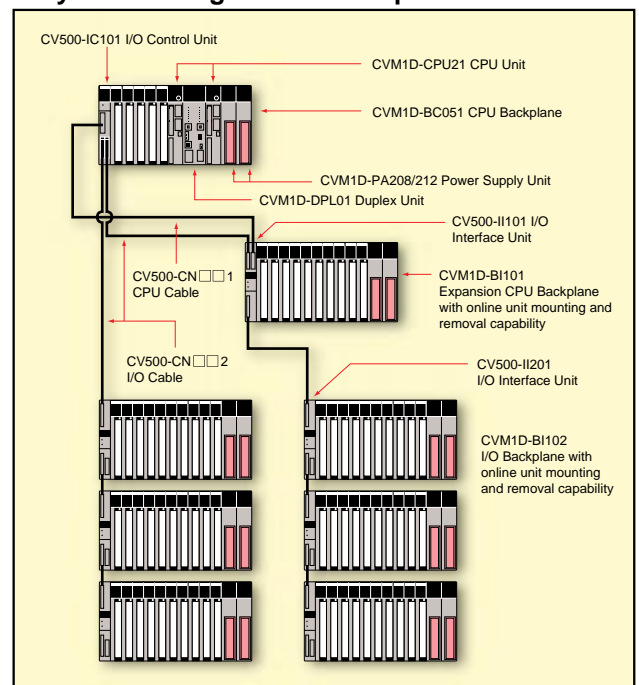 CV500-IC101 I/O Control Unit
CVM1D-CPU21 CPU Unit
CVM1D-BC051 CPU Backplane
CVM1D-PA208/212 Power Supply Unit
CVM1D-DPL01 Duplex Unit
CV500-II101 I/O
Interface Unit
CV500-CN□□1
CPU Cable
CVM1D-BI101
Expansion CPU Backplane
with online unit mounting and
removal capability
CV500-CN□□2
I/O Cable
CV500-II201
I/O Interface Unit
CVM1D-BI102
I/O Backplane with
online unit mounting
and removal capability